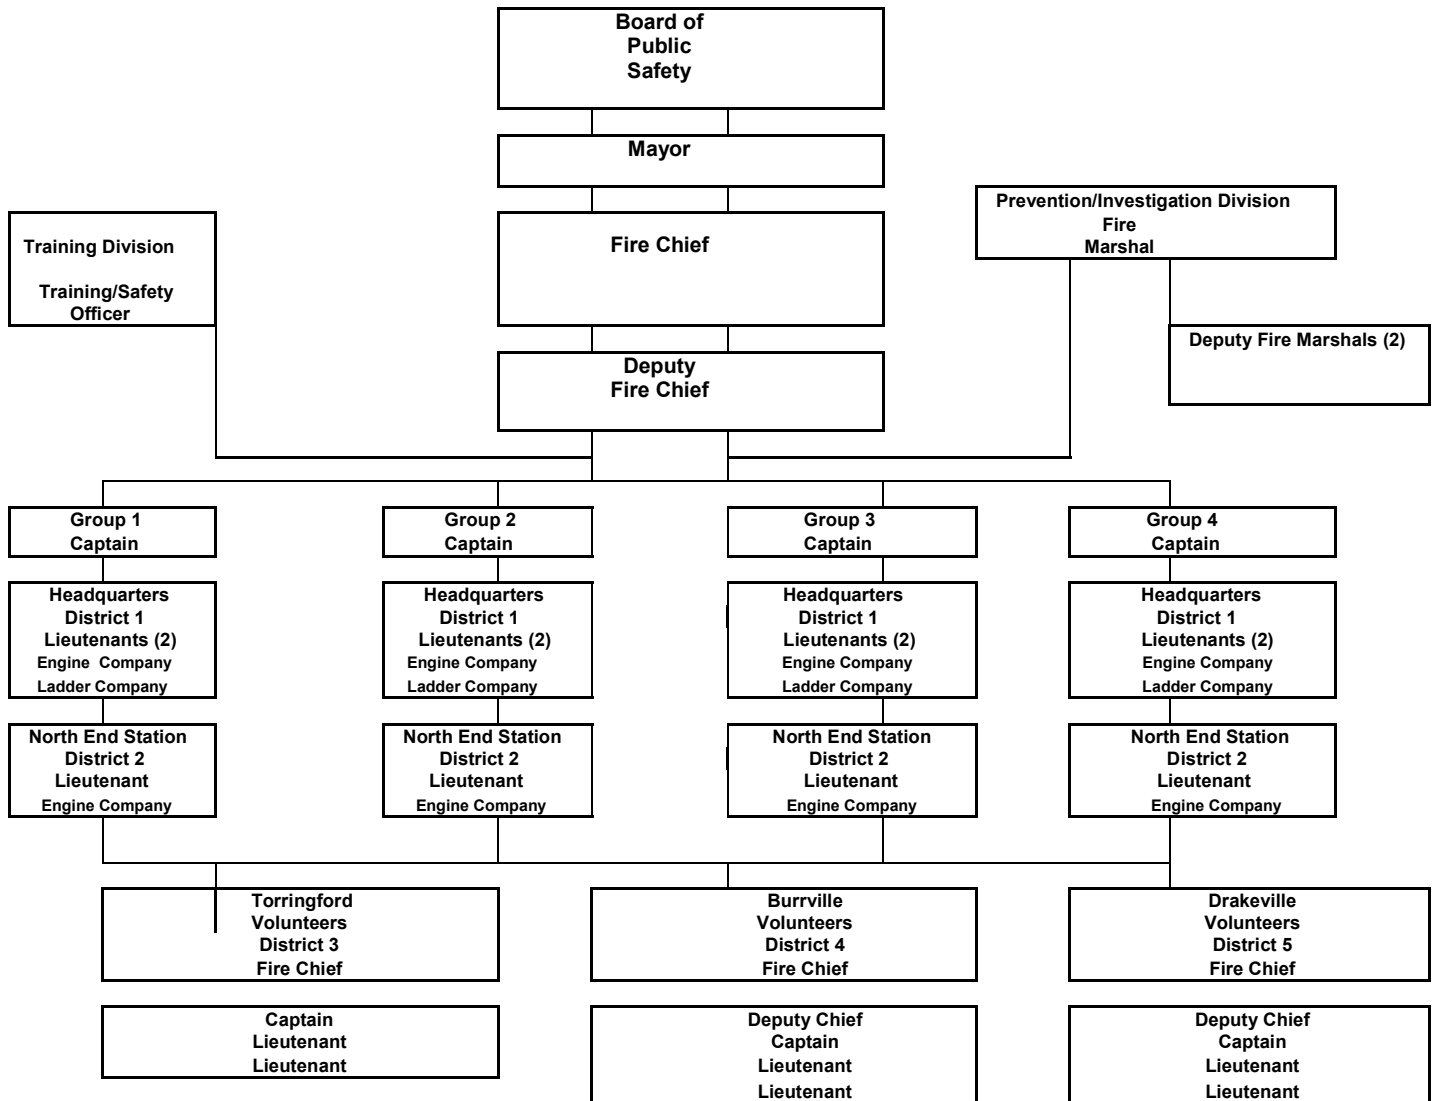 Board of
Public
Safety
Mayor
Prevention/Investigation Division
Fire
Marshal
Training Division
Training/Safety
Officer
Fire Chief
Deputy Fire Marshals (2)
Deputy
Fire Chief
Group 1
Captain
Group 2
Captain
Group 3
Captain
Group 4
Captain
Headquarters
District 1
Lieutenants (2)
Engine Company
Ladder Company
Headquarters
District 1
Lieutenants (2)
Engine Company
Ladder Company
Headquarters
District 1
Lieutenants (2)
Engine Company
Ladder Company
Headquarters
District 1
Lieutenants (2)
Engine Company
Ladder Company
North End Station
District 2
Lieutenant
Engine Company
North End Station
District 2
Lieutenant
Engine Company
North End Station
District 2
Lieutenant
Engine Company
North End Station
District 2
Lieutenant
Engine Company
Torringford
Volunteers
District 3
Fire Chief
Burrville
Volunteers
District 4
Fire Chief
Drakeville
Volunteers
District 5
Fire Chief
Captain
Lieutenant
Lieutenant
Deputy Chief
Captain
Lieutenant
Lieutenant
Deputy Chief
Captain
Lieutenant
Lieutenant